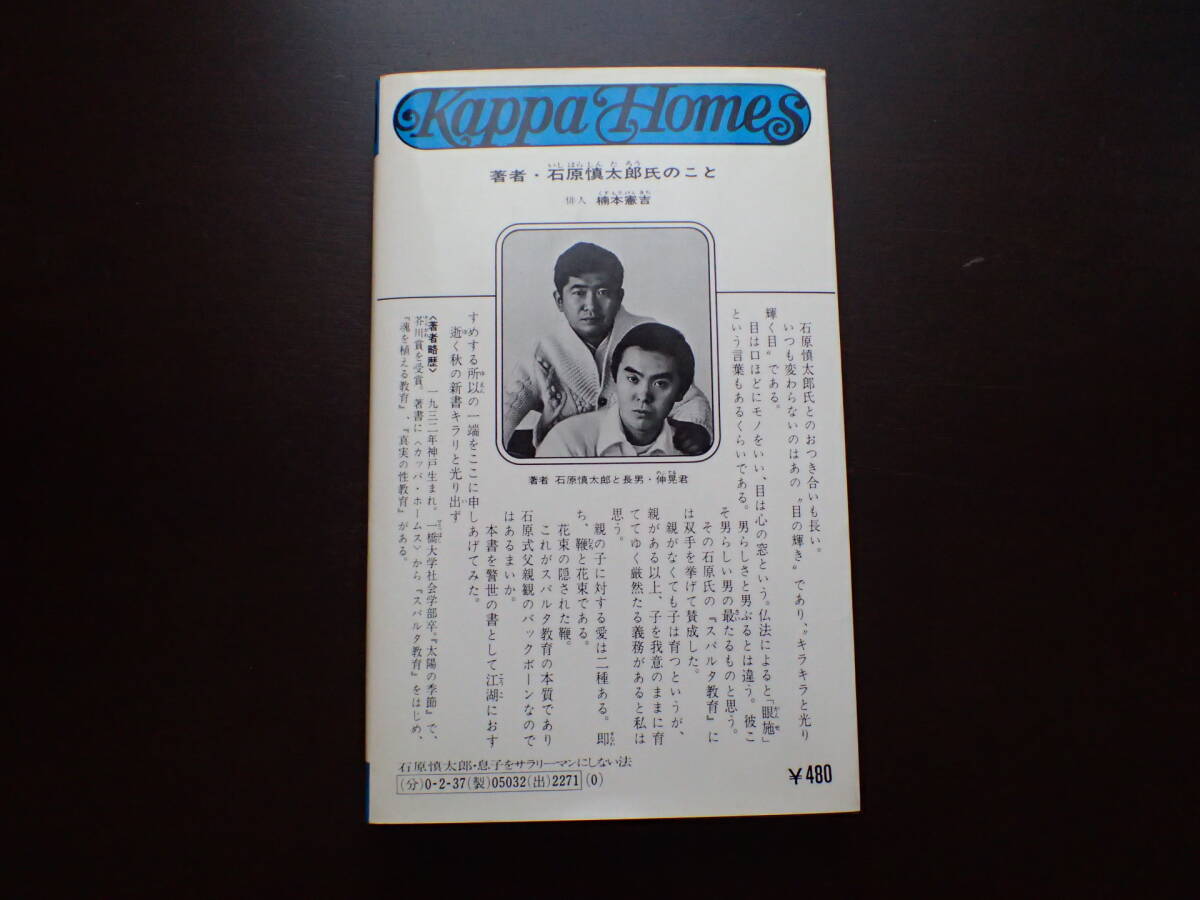 Kappa Homes
著者・石原慎太郎氏のこと
俳人 楠本憲吉
著者 石原慎太郎と長男・伸晃君
石原慎太郎氏とのおつき合いも長い。
いつも変わらないのはあの〝目の輝き〟であり、〝キラキラと光り
輝く目〟である。
目は口ほどにモノをいい、目は心の窓という。仏法によると「眼施」
という言葉もあるくらいである。男らしさと男ぶるとは違う。彼こ
そ男らしい男の最たるものと思う。
その石原氏の『スパルタ教育』に
は双手を挙げて賛成した。
親がなくても子は育つというが、
親がある以上、子を我意のままに育
ててゆく厳然たる義務があると私は
思う。
親の子に対する愛は二種ある。即
ち、鞭と花束である。
花束の隠された鞭。
これがスパルタ教育の本質であり
石原式父親観のバックボーンなので
はあるまいか。
本書を警世の書として江湖におす
すめする所以の一端をここに申しあげてみた。
逝く秋の新書キラリと光り出ず
〈著者略歴〉 一九三二年神戸生まれ。一橋大学社会学部卒。『太陽の季節』で、
芥川賞を受賞。著書に〈カッパ・ホームス〉から『スパルタ教育』をはじめ、
『魂を植える教育』、『真実の性教育』がある。
石原慎太郎・息子をサラリーマンにしない法
(分)0-2-37(製)05032(出)2271(0)
￥480